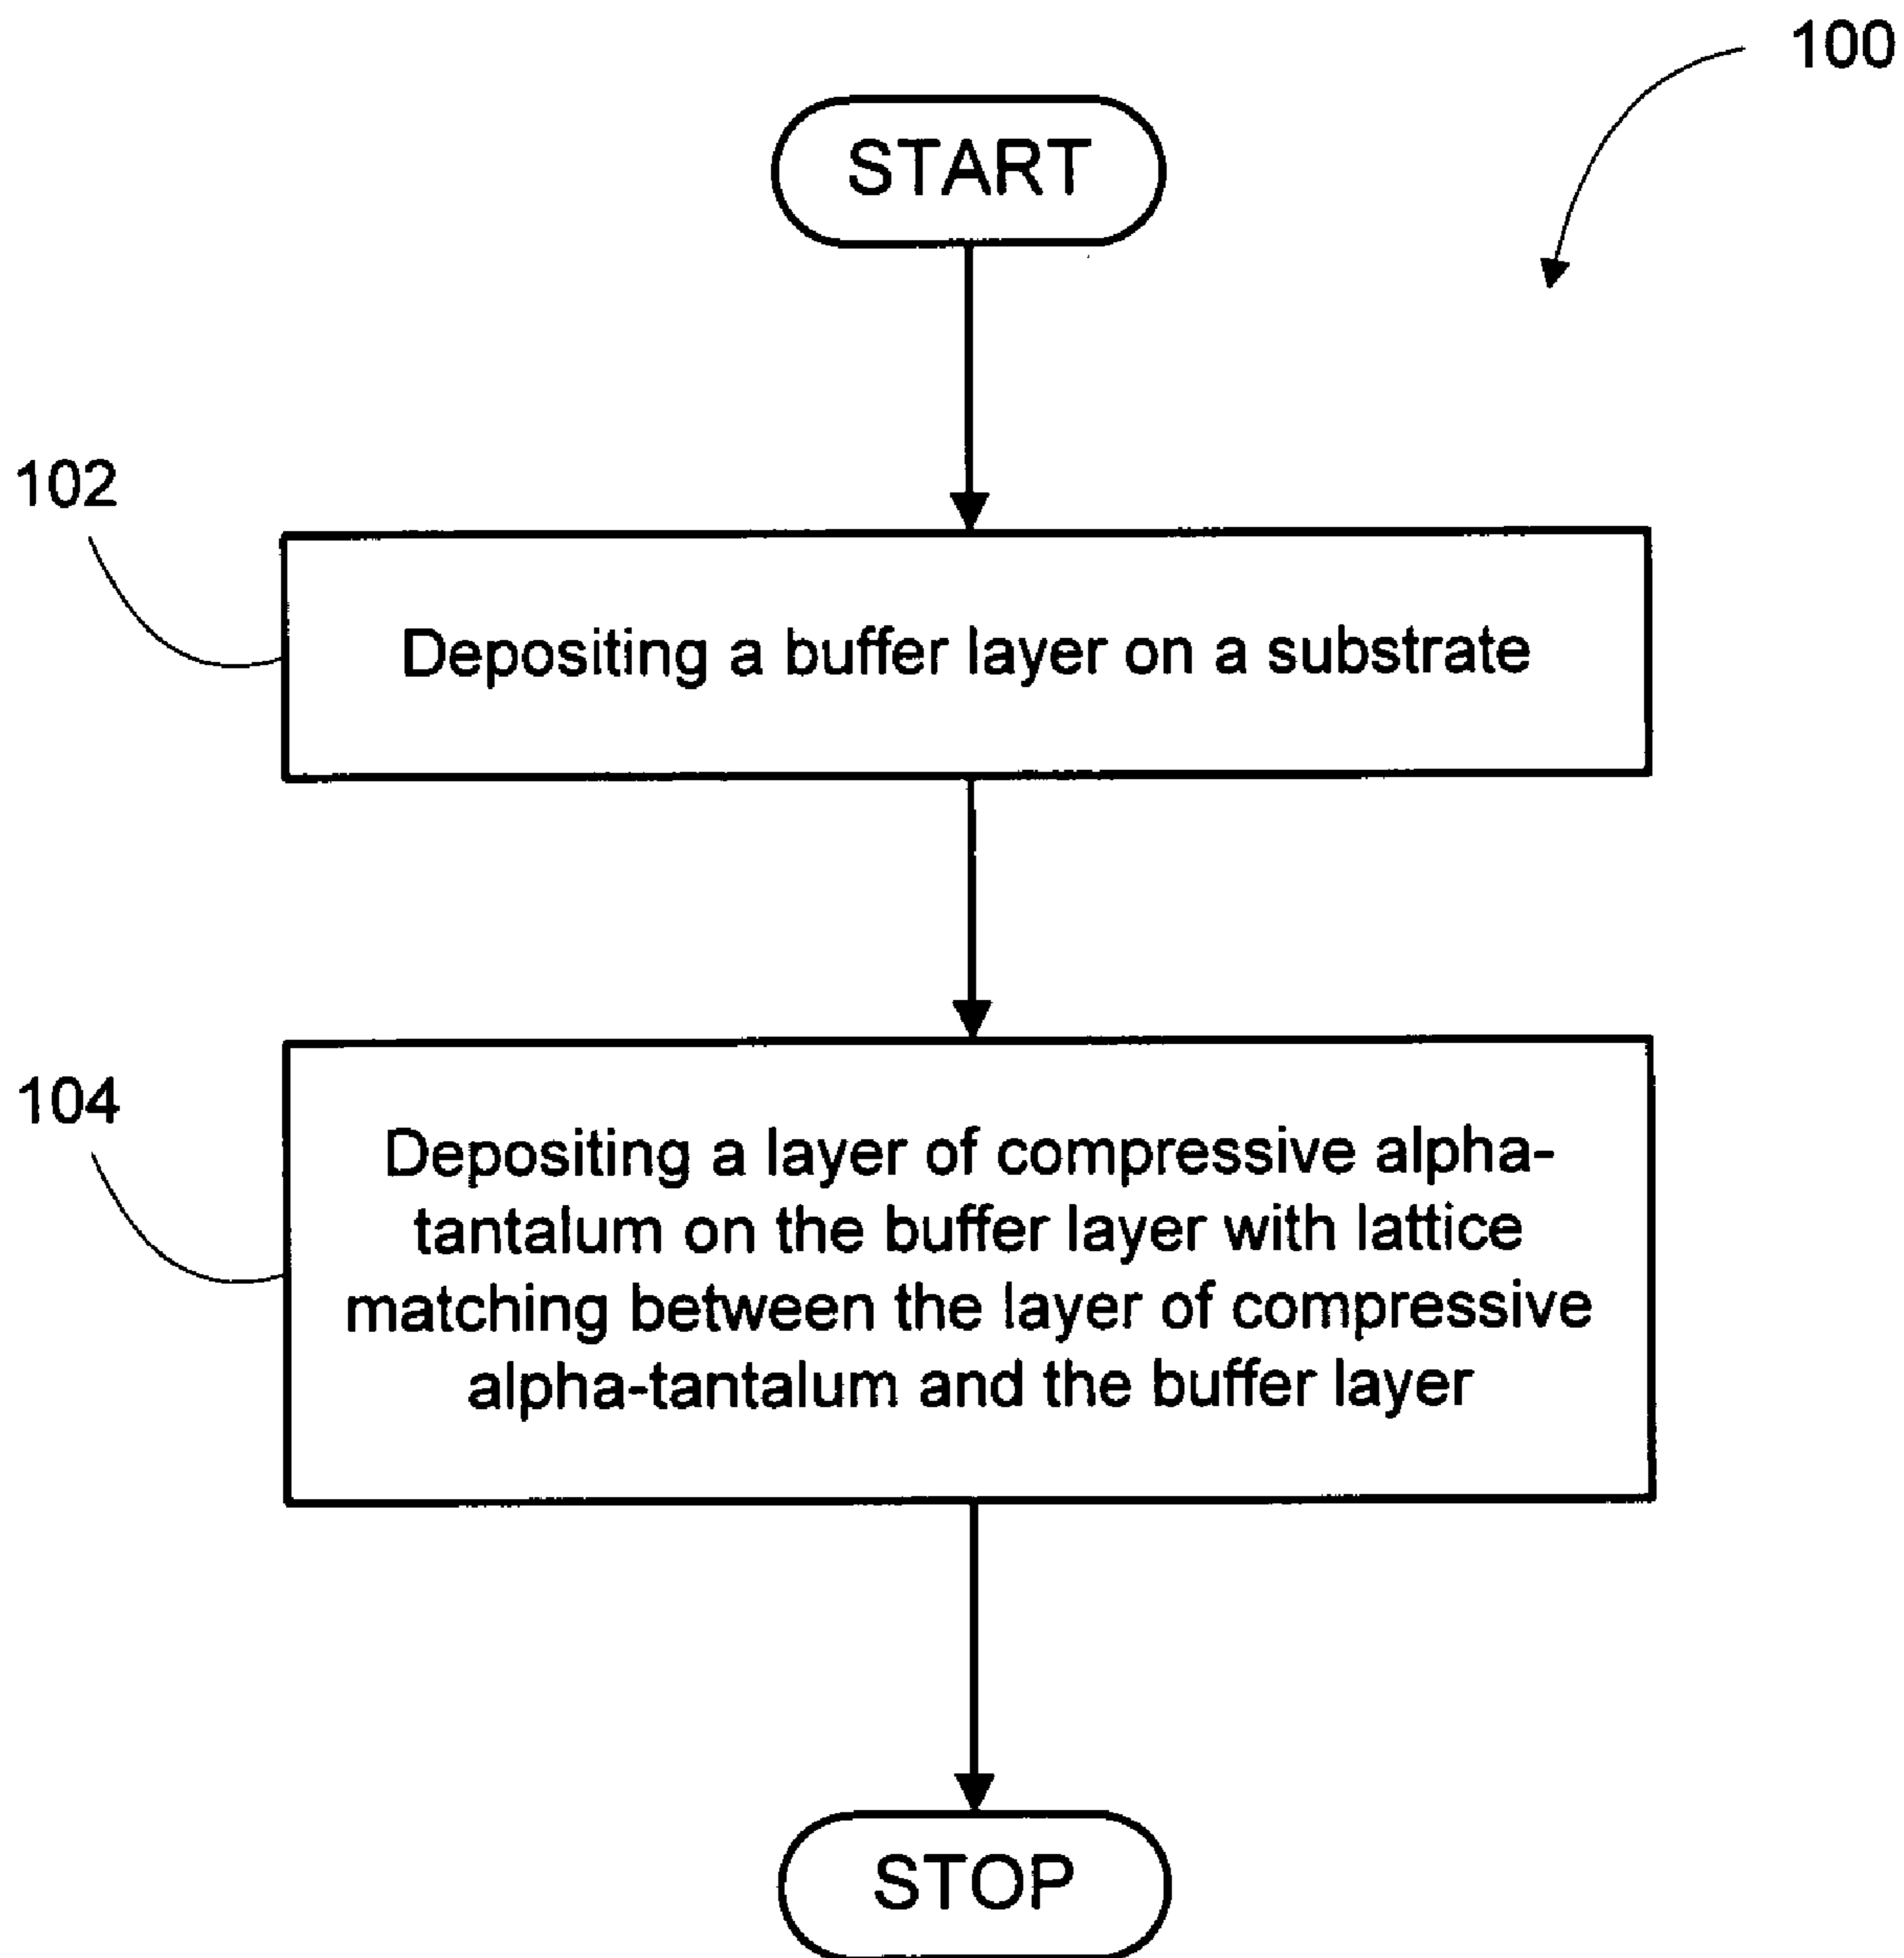 100
START
102
Depositing a buffer layer on a substrate
104
Depositing a layer of compressive alpha-
tantalum on the buffer layer with lattice
matching between the layer of compressive
alpha-tantalum and the buffer layer
STOP